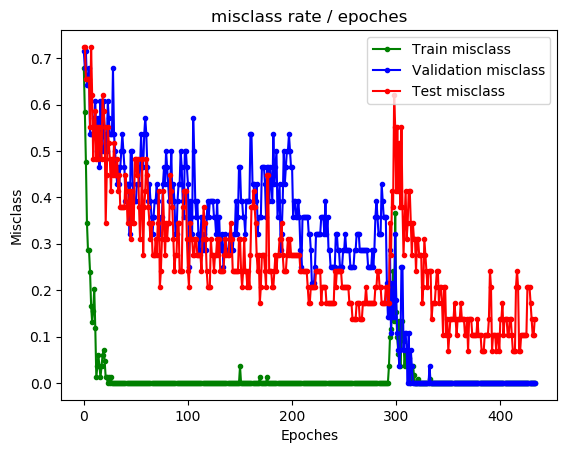 misclass rate / epoches
Train misclass
Validation misclass
Test misclass
0.7
0.6
0.5
0.4
0.3
0.2
0.1
0.0
Misclass
0 100 200 300 400
Epoches